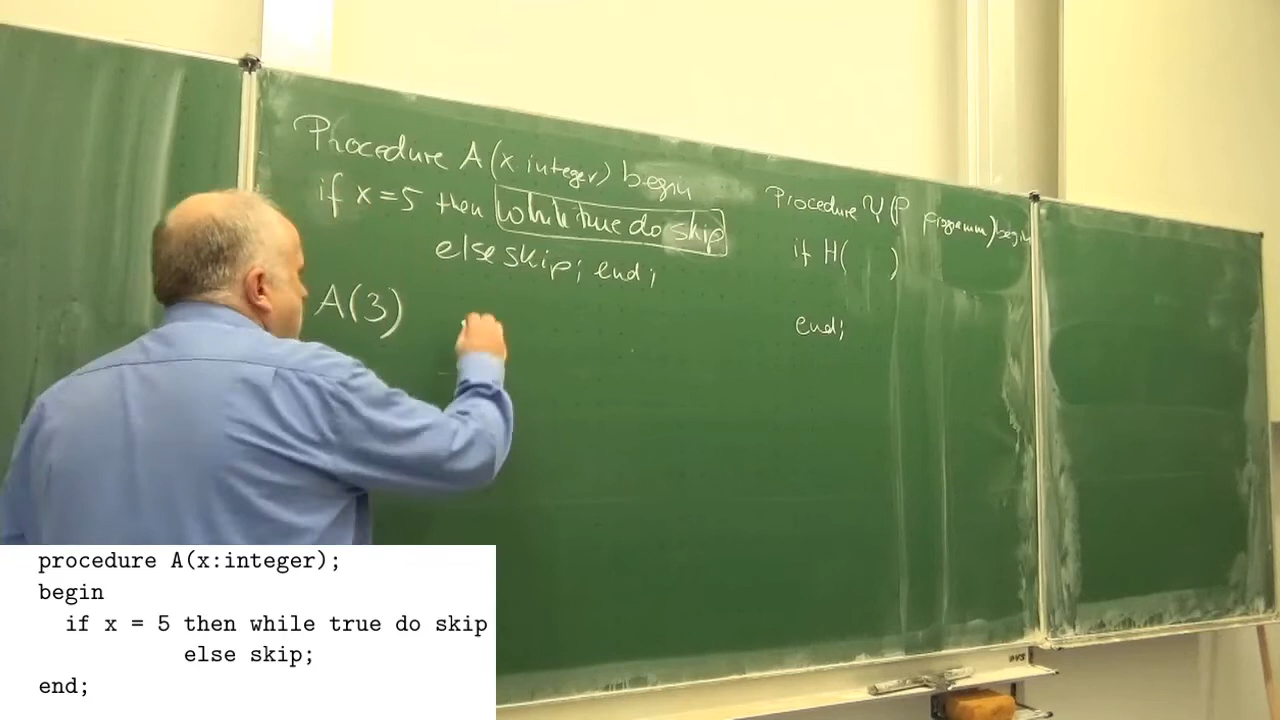 Procedure A(x integer) begin
if x=5 then while true do skip
else skip; end;
A(3)
Procedure Ψ(P programm) begin
if H( )
end;
procedure A(x:integer);
begin
if x = 5 then while true do skip
else skip;
end;